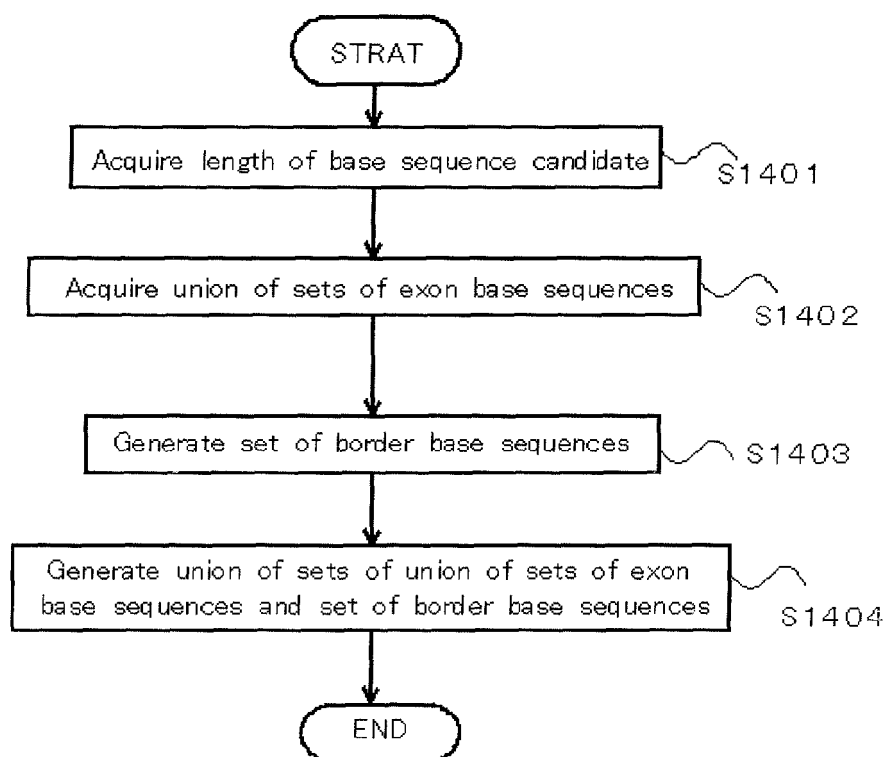 STRAT
Acquire length of base sequence candidate
S1401
Acquire union of sets of exon base sequences
S1402
Generate set of border base sequences
S1403
Generate union of sets of union of sets of exon
base sequences and set of border base sequences
S1404
END